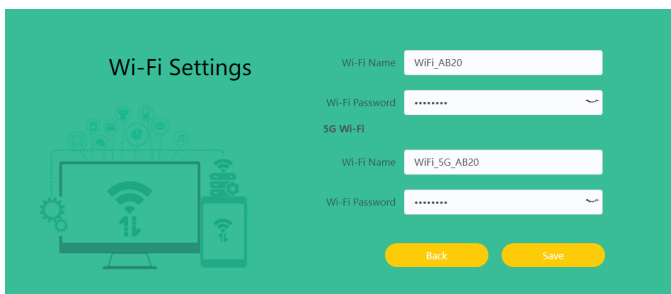 Wi-Fi Settings
Wi-Fi Name WiFi_AB20
Wi-Fi Password ••••••••
5G Wi-Fi
Wi-Fi Name WiFi_5G_AB20
Wi-Fi Password ••••••••
Back Save